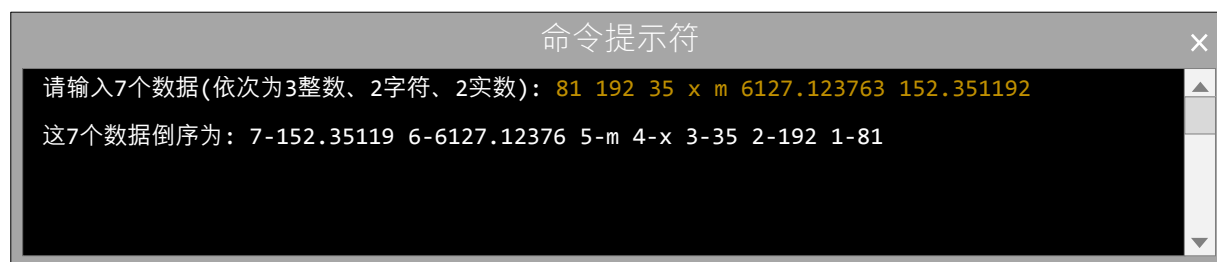 命令提示符
请输入7个数据(依次为3整数、2字符、2实数): 81 192 35 x m 6127.123763 152.351192
这7个数据倒序为: 7-152.35119 6-6127.12376 5-m 4-x 3-35 2-192 1-81